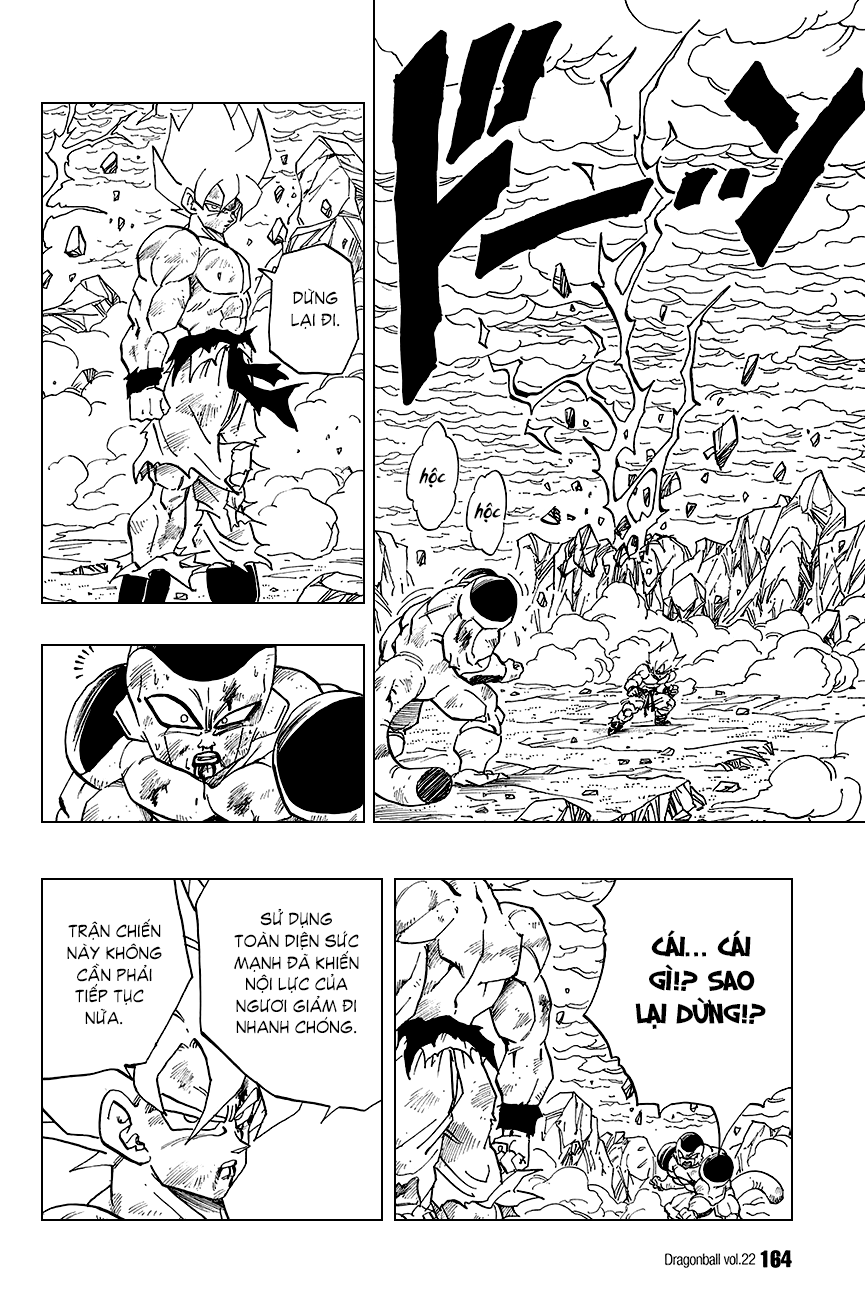 ドーッン
hộc
hộc
DỪNG
LẠI ĐI.
CÁI... CÁI
GÌ!? SAO
LẠI DỪNG!?
SỬ DỤNG
TOÀN DIỆN SỨC
MẠNH ĐÃ KHIẾN
NỘI LỰC CỦA
NGƯƠI GIẢM ĐI
NHANH CHÓNG.
TRẬN CHIẾN
NÀY KHÔNG
CẦN PHẢI
TIẾP TỤC
NỮA.
Dragonball vol.22 164